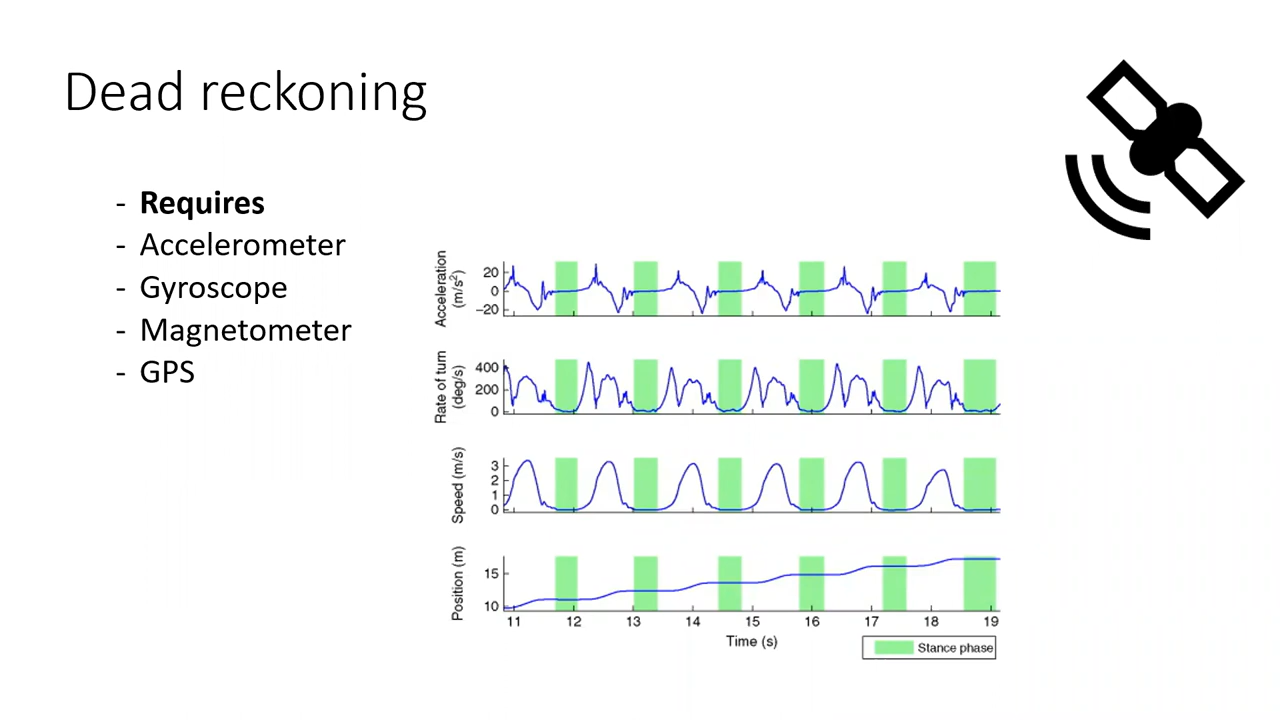 Dead reckoning
- Requires
- Accelerometer
- Gyroscope
- Magnetometer
- GPS
Acceleration
(m/s²)
20
0
−20
Rate of turn
(deg/s)
400
200
0
Speed (m/s)
3
2
1
0
Position (m)
15
10
11 12 13 14 15 16 17 18 19
Time (s)
Stance phase